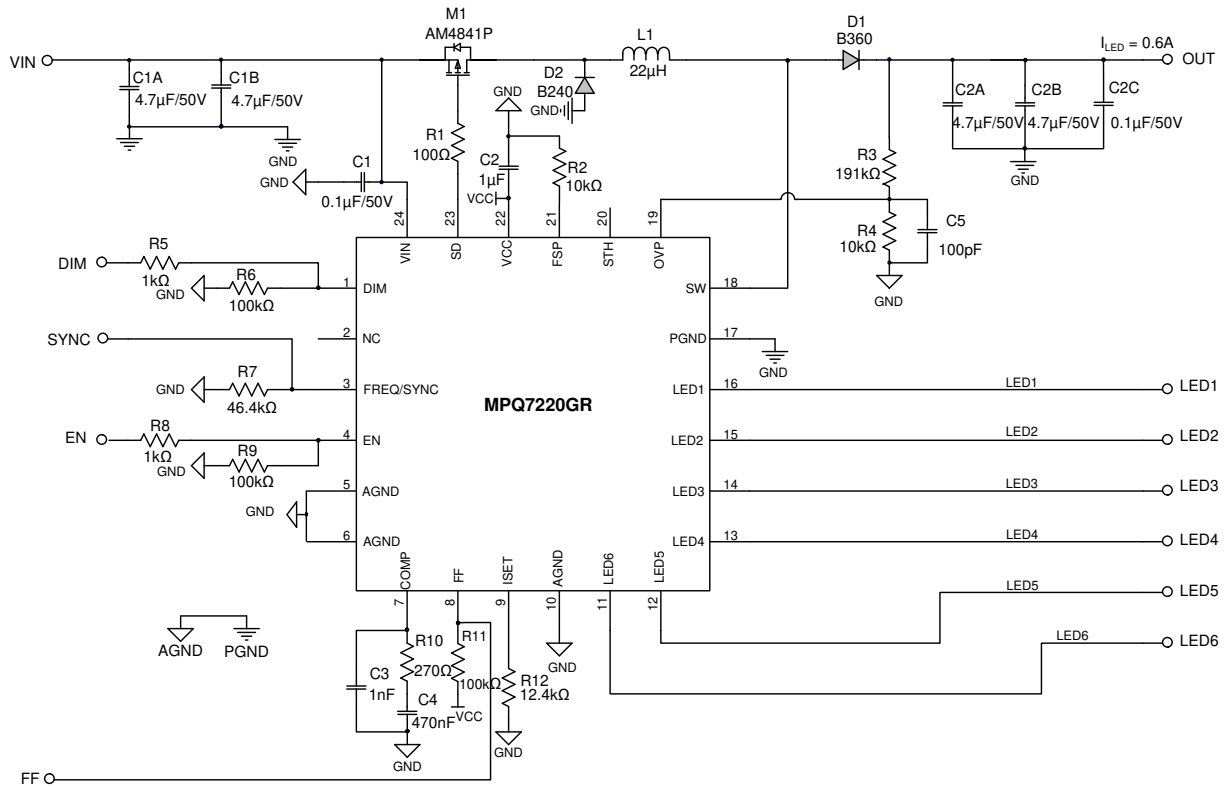 M1
AM4841P
VIN
C1A
4.7µF/50V
C1B
4.7µF/50V
GND
D2
B240
GND
L1
22µH
D1
B360
I_LED = 0.6A
OUT
C2A
4.7µF/50V
C2B
4.7µF/50V
C2C
0.1µF/50V
GND
GND
R1
100Ω
C2
1µF
VCC
R2
10kΩ
C1
GND
0.1µF/50V
R3
191kΩ
R4
10kΩ
C5
100pF
GND
24
23
22
21
20
19
VIN
SD
VCC
FSP
STH
OVP
DIM
R5
1kΩ
R6
100kΩ
GND
1
DIM
SW
18
SYNC
2
NC
PGND
17
GND
R7
46.4kΩ
GND
3
FREQ/SYNC
MPQ7220GR
LED1
16
LED1
LED1
EN
R8
1kΩ
R9
100kΩ
GND
4
EN
LED2
15
LED2
LED2
GND
5
AGND
LED3
14
LED3
LED3
6
AGND
LED4
13
LED4
LED4
COMP
FF
ISET
AGND
LED6
LED5
7
8
9
10
11
12
LED5
LED5
LED6
LED6
AGND
PGND
C3
1nF
R10
270Ω
C4
470nF
GND
R11
100kΩ
VCC
R12
12.4kΩ
GND
GND
FF